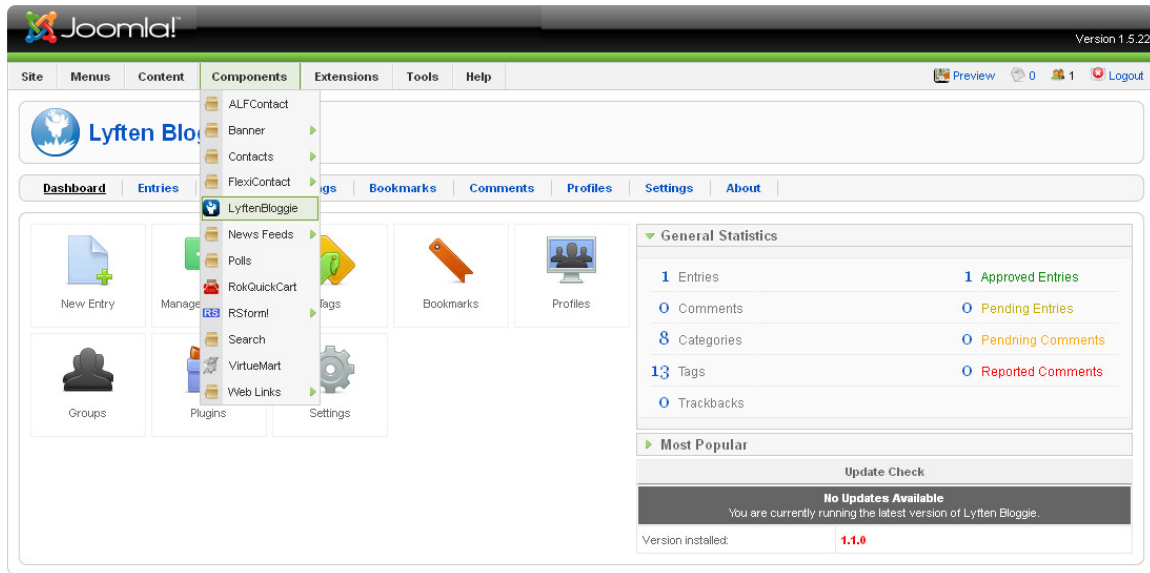 Joomla!
Version 1.5.22
Site Menus Content Components Extensions Tools Help Preview 0 1 Logout
ALFContact
Banner
Contacts
FlexiContact
LyftenBloggie
News Feeds
Polls
RokQuickCart
RS RSform!
Search
VirtueMart
Web Links
Lyften
Dashboard Entries Bookmarks Comments Profiles Settings About
New Entry Tags Bookmarks Profiles
Groups Plugins Settings
General Statistics
1 Entries 1 Approved Entries
0 Comments 0 Pending Entries
8 Categories 0 Pendning Comments
13 Tags 0 Reported Comments
0 Trackbacks
Most Popular
Update Check
No Updates Available
You are currently running the latest version of Lyften Bloggie.
Version installed: 1.1.0